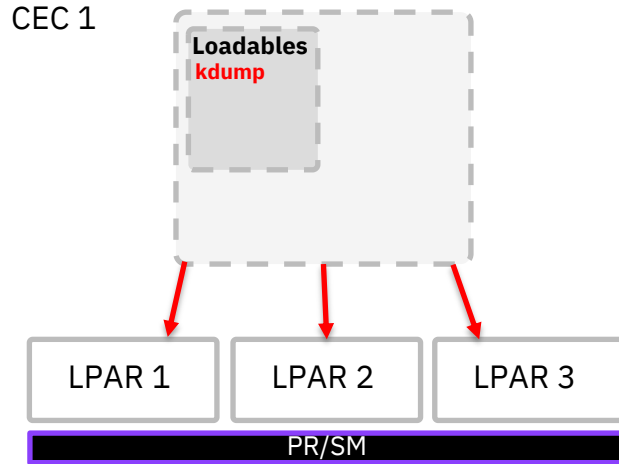 CEC 1
Loadables
kdump
LPAR 1
LPAR 2
LPAR 3
PR/SM